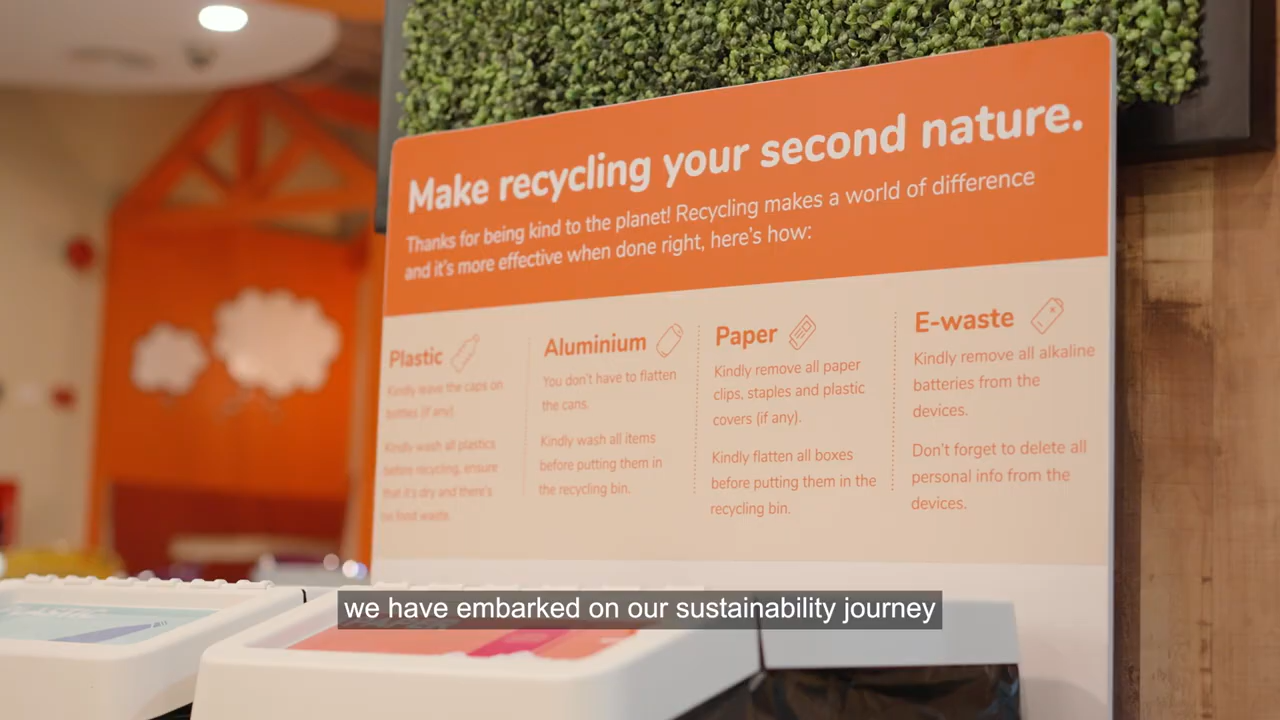 Make recycling your second nature.
Thanks for being kind to the planet! Recycling makes a world of difference
and it's more effective when done right, here's how:
Plastic
Kindly leave the caps on
bottles (if any).
Kindly wash all plastics
before recycling, ensure
that it's dry and there's
no food waste.
Aluminium
You don't have to flatten
the cans.
Kindly wash all items
before putting them in
the recycling bin.
Paper
Kindly remove all paper
clips, staples and plastic
covers (if any).
Kindly flatten all boxes
before putting them in the
recycling bin.
E-waste
Kindly remove all alkaline
batteries from the
devices.
Don't forget to delete all
personal info from the
devices.
we have embarked on our sustainability journey